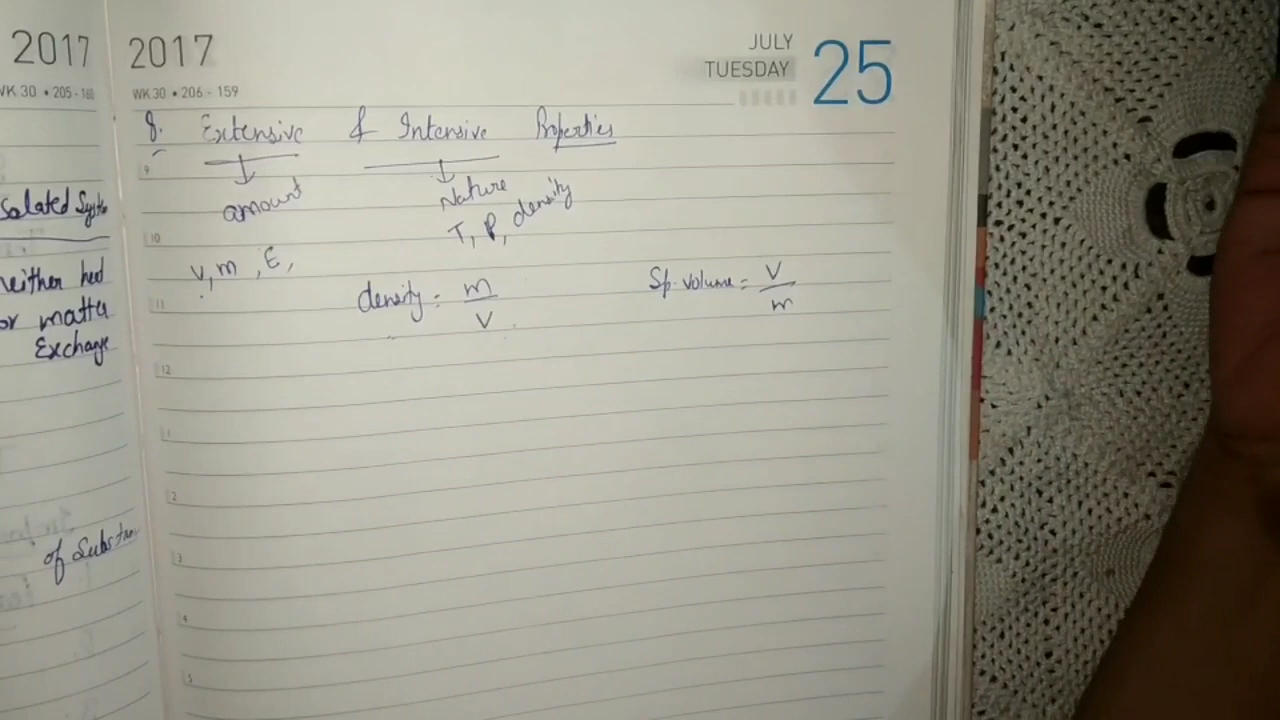 2017
WK 30 • 205 - 160
solated Syste
neither heat
or matter
Exchange
of Substan
2017
WK 30 • 206 - 159
JULY
TUESDAY
25
8. Extensive & Intensive Properties
amount
Nature
T, P, density
V, m, E,
density = m/V
Sp. volume = V/m
9
10
11
12
1
2
3
4
5